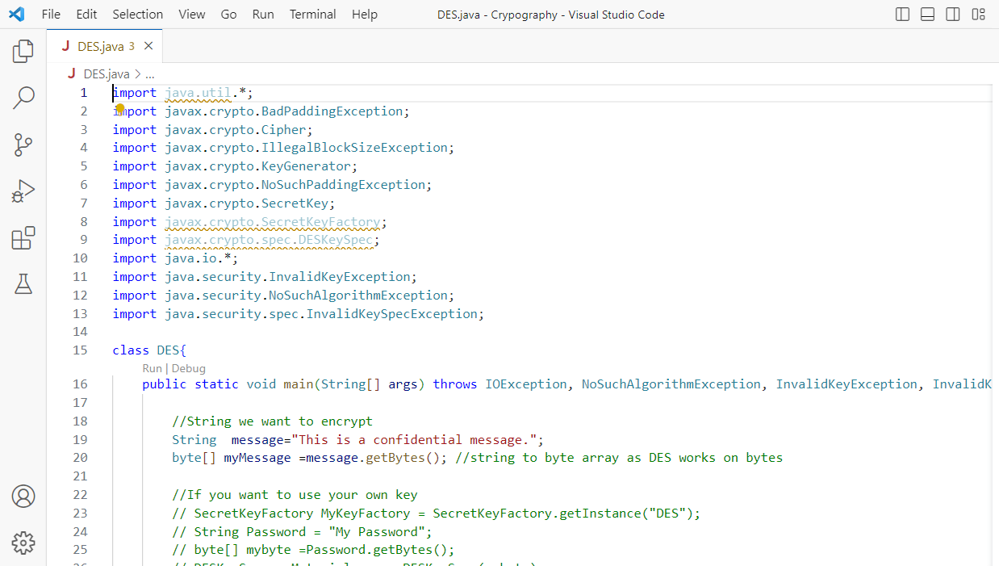 File Edit Selection View Go Run Terminal Help DES.java - Crypography - Visual Studio Code
J DES.java 3
J DES.java > ...
1 import java.util.*;
2 import javax.crypto.BadPaddingException;
3 import javax.crypto.Cipher;
4 import javax.crypto.IllegalBlockSizeException;
5 import javax.crypto.KeyGenerator;
6 import javax.crypto.NoSuchPaddingException;
7 import javax.crypto.SecretKey;
8 import javax.crypto.SecretKeyFactory;
9 import javax.crypto.spec.DESKeySpec;
10 import java.io.*;
11 import java.security.InvalidKeyException;
12 import java.security.NoSuchAlgorithmException;
13 import java.security.spec.InvalidKeySpecException;
14
15 class DES{
Run | Debug
16 public static void main(String[] args) throws IOException, NoSuchAlgorithmException, InvalidKeyException, InvalidK
17
18 //String we want to encrypt
19 String  message="This is a confidential message.";
20 byte[] myMessage =message.getBytes(); //string to byte array as DES works on bytes
21
22 //If you want to use your own key
23 // SecretKeyFactory MyKeyFactory = SecretKeyFactory.getInstance("DES");
24 // String Password = "My Password";
25 // byte[] mybyte =Password.getBytes();